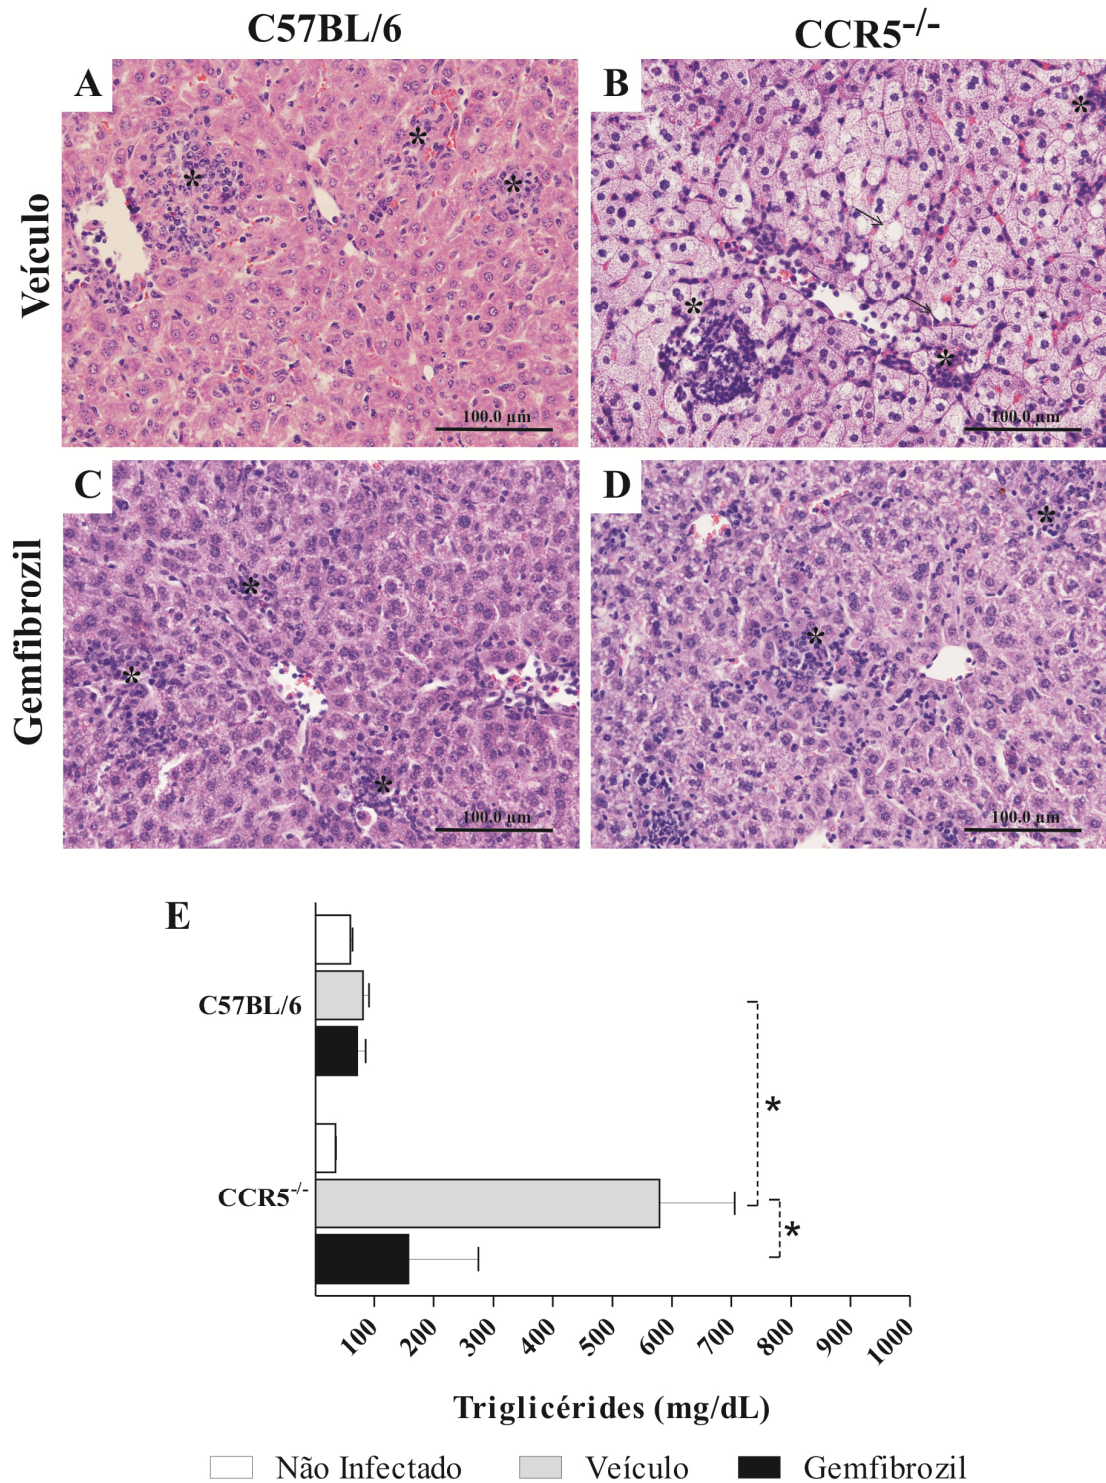 C57BL/6
CCR5-/-
Veículo
A
*
*
*
100.0 µm
B
*
*
*
100.0 µm
Gemfibrozil
C
*
*
*
100.0 µm
D
*
*
100.0 µm
E
C57BL/6
*
CCR5-/-
*
100 200 300 400 500 600 700 800 900 1000
Triglicérides (mg/dL)
Não Infectado Veículo Gemfibrozil